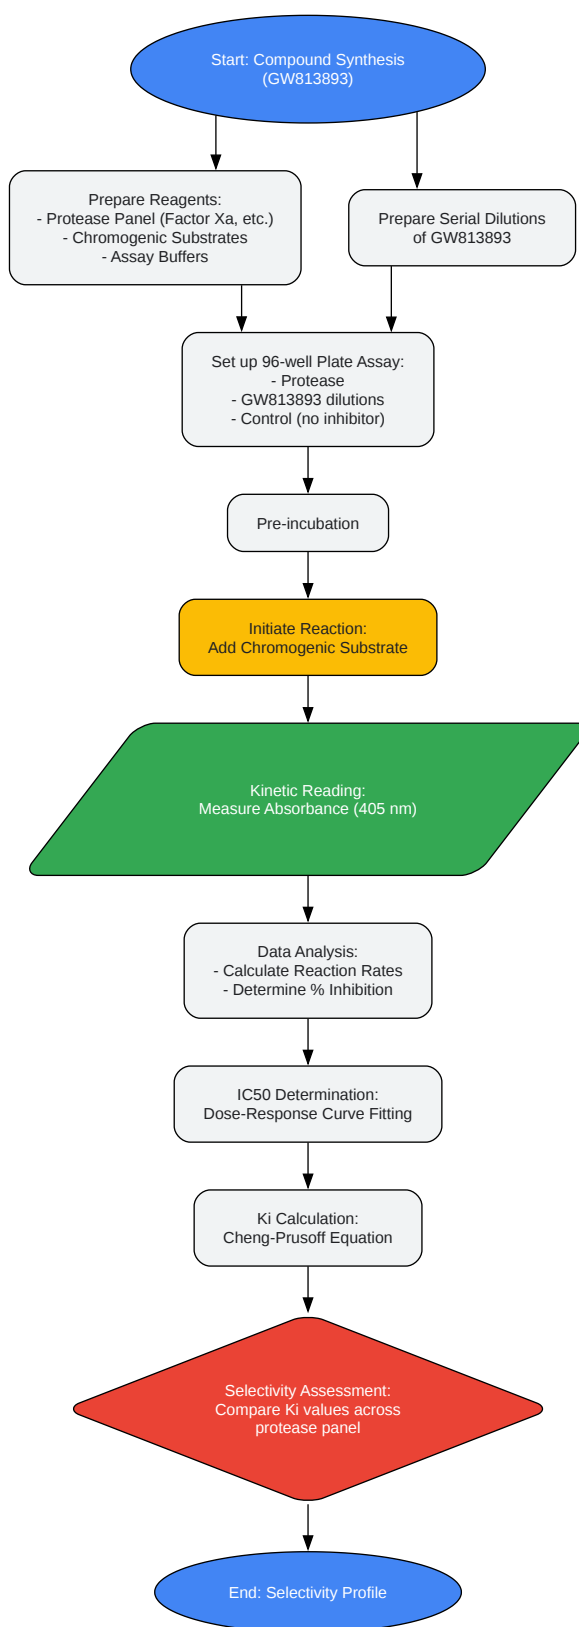 Start: Compound Synthesis
(GW813893)
Prepare Reagents:
- Protease Panel (Factor Xa, etc.)
- Chromogenic Substrates
- Assay Buffers
Prepare Serial Dilutions
of GW813893
Set up 96-well Plate Assay:
- Protease
- GW813893 dilutions
- Control (no inhibitor)
Pre-incubation
Initiate Reaction:
Add Chromogenic Substrate
Kinetic Reading:
Measure Absorbance (405 nm)
Data Analysis:
- Calculate Reaction Rates
- Determine % Inhibition
IC50 Determination:
Dose-Response Curve Fitting
Ki Calculation:
Cheng-Prusoff Equation
Selectivity Assessment:
Compare Ki values across
protease panel
End: Selectivity Profile